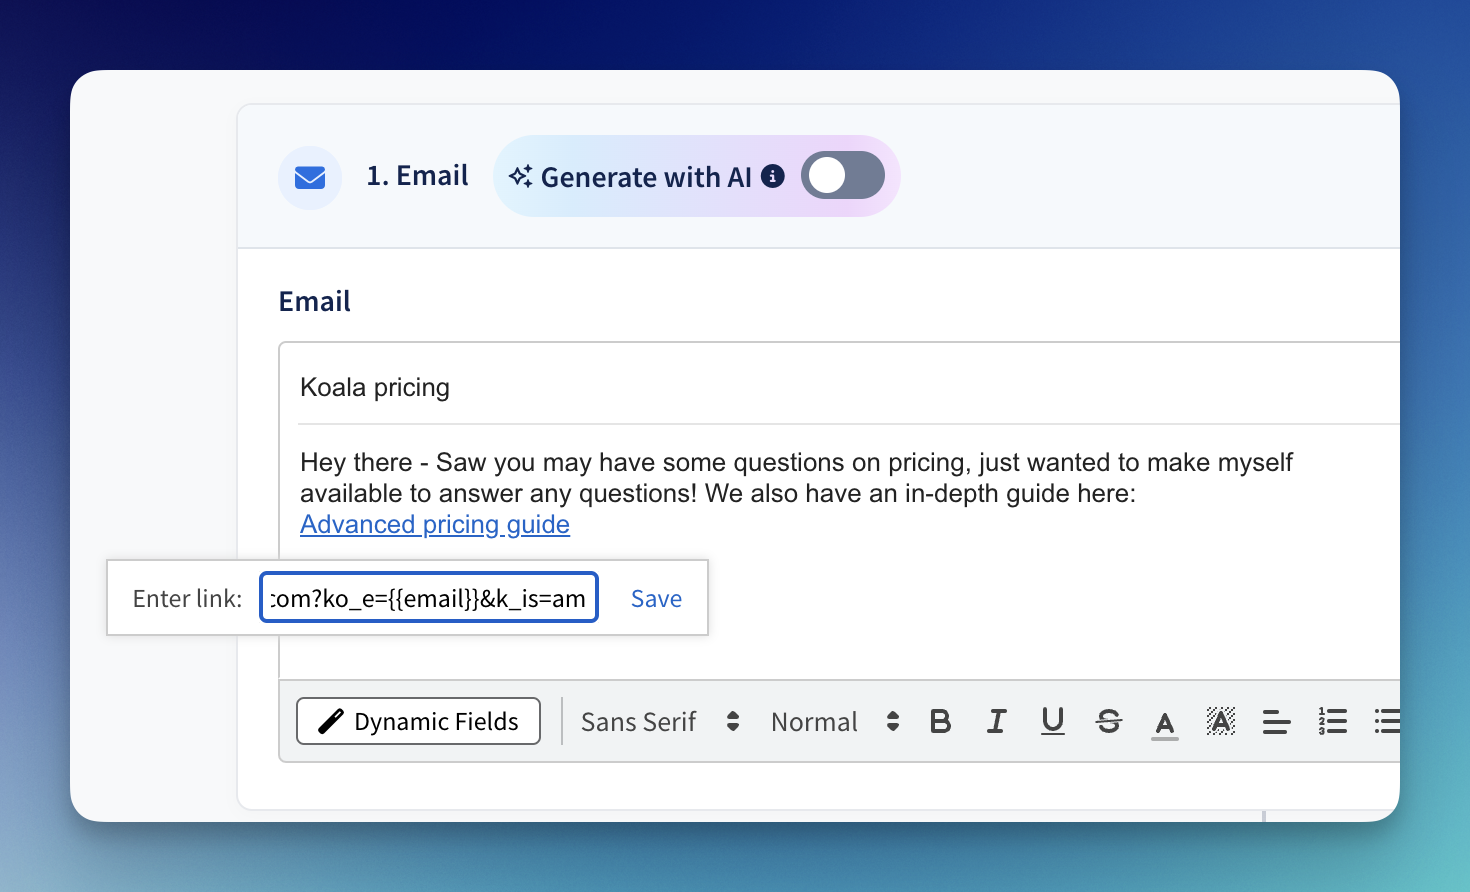 1. Email
Generate with AI
Email
Koala pricing
Hey there - Saw you may have some questions on pricing, just wanted to make myself
available to answer any questions! We also have an in-depth guide here:
Advanced pricing guide
Enter link: com?ko_e={{email}}&k_is=am Save
Dynamic Fields Sans Serif Normal B I U S A A